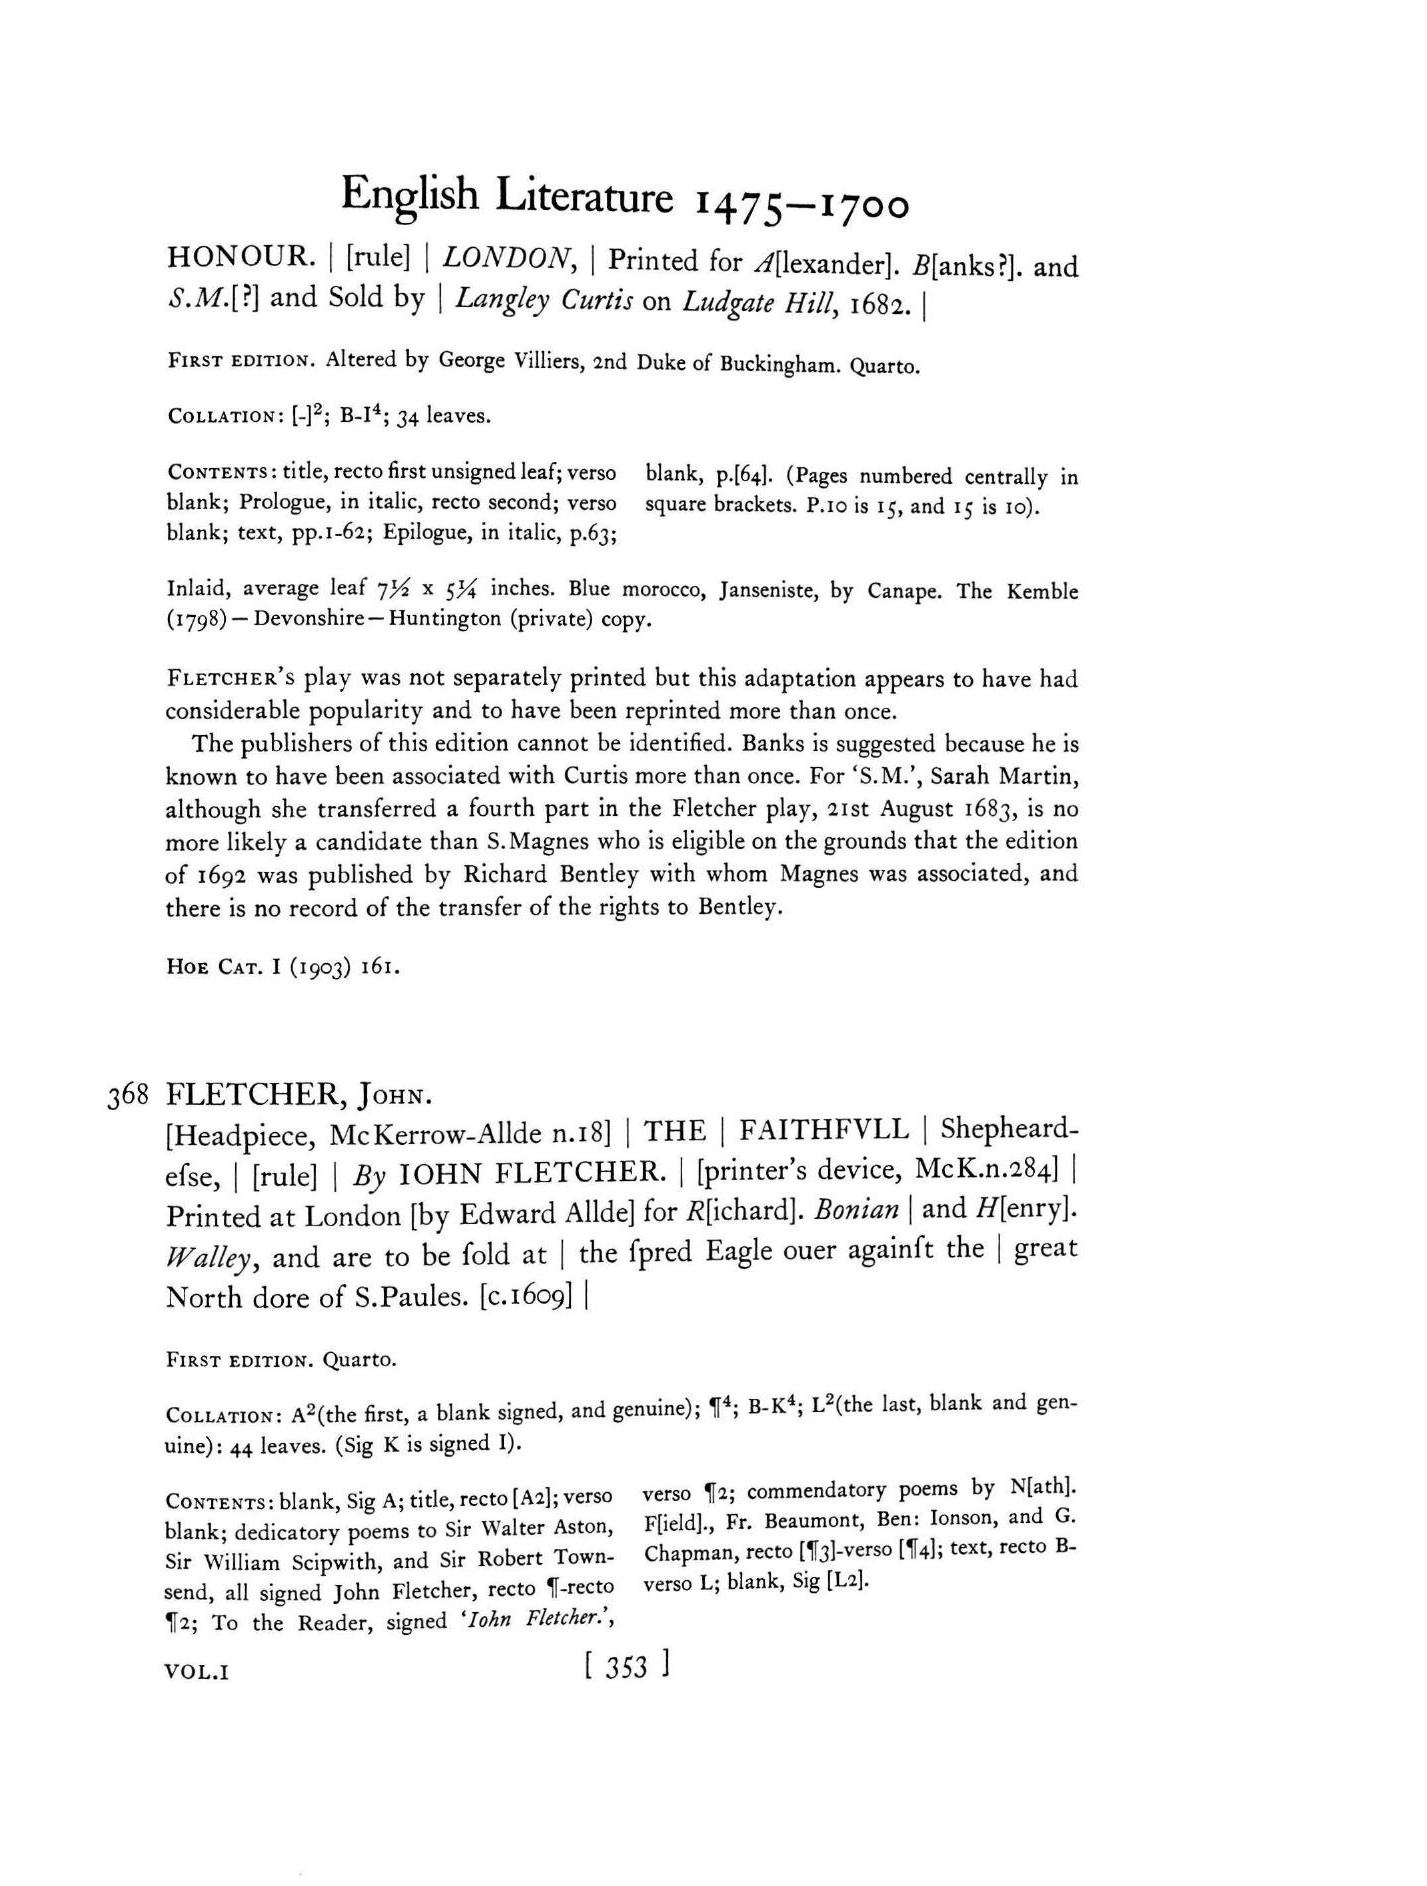 English Literature 1475—1700
HONOUR. | [rule] | LONDON, | Printed for A[lexander]. B[anks?]. and
S.M.[?] and Sold by | Langley Curtis on Ludgate Hill, 1682. |
FIRST EDITION. Altered by George Villiers, 2nd Duke of Buckingham. Quarto.
COLLATION: [-]²; B-I⁴; 34 leaves.
CONTENTS: title, recto first unsigned leaf; verso
blank; Prologue, in italic, recto second; verso
blank; text, pp.1-62; Epilogue, in italic, p.63;
blank, p.[64]. (Pages numbered centrally in
square brackets. P.10 is 15, and 15 is 10).
Inlaid, average leaf 7½ x 5¼ inches. Blue morocco, Janseniste, by Canape. The Kemble
(1798) — Devonshire — Huntington (private) copy.
FLETCHER'S play was not separately printed but this adaptation appears to have had
considerable popularity and to have been reprinted more than once.
The publishers of this edition cannot be identified. Banks is suggested because he is
known to have been associated with Curtis more than once. For ‘S.M.’, Sarah Martin,
although she transferred a fourth part in the Fletcher play, 21st August 1683, is no
more likely a candidate than S.Magnes who is eligible on the grounds that the edition
of 1692 was published by Richard Bentley with whom Magnes was associated, and
there is no record of the transfer of the rights to Bentley.
HOE CAT. I (1903) 161.
368 FLETCHER, JOHN.
[Headpiece, McKerrow-Allde n.18] | THE | FAITHFVLL | Shepheard-
eſse, | [rule] | By IOHN FLETCHER. | [printer's device, McK.n.284] |
Printed at London [by Edward Allde] for R[ichard]. Bonian | and H[enry].
Walley, and are to be ſold at | the ſpred Eagle ouer againſt the | great
North dore of S.Paules. [c.1609] |
FIRST EDITION. Quarto.
COLLATION: A²(the first, a blank signed, and genuine); ¶⁴; B-K⁴; L²(the last, blank and gen-
uine): 44 leaves. (Sig K is signed I).
CONTENTS: blank, Sig A; title, recto [A2]; verso
blank; dedicatory poems to Sir Walter Aston,
Sir William Scipwith, and Sir Robert Town-
send, all signed John Fletcher, recto ¶-recto
¶2; To the Reader, signed ‘Iohn Fletcher.’,
verso ¶2; commendatory poems by N[ath].
F[ield]., Fr. Beaumont, Ben: Ionson, and G.
Chapman, recto [¶3]-verso [¶4]; text, recto B-
verso L; blank, Sig [L2].
VOL.I [ 353 ]